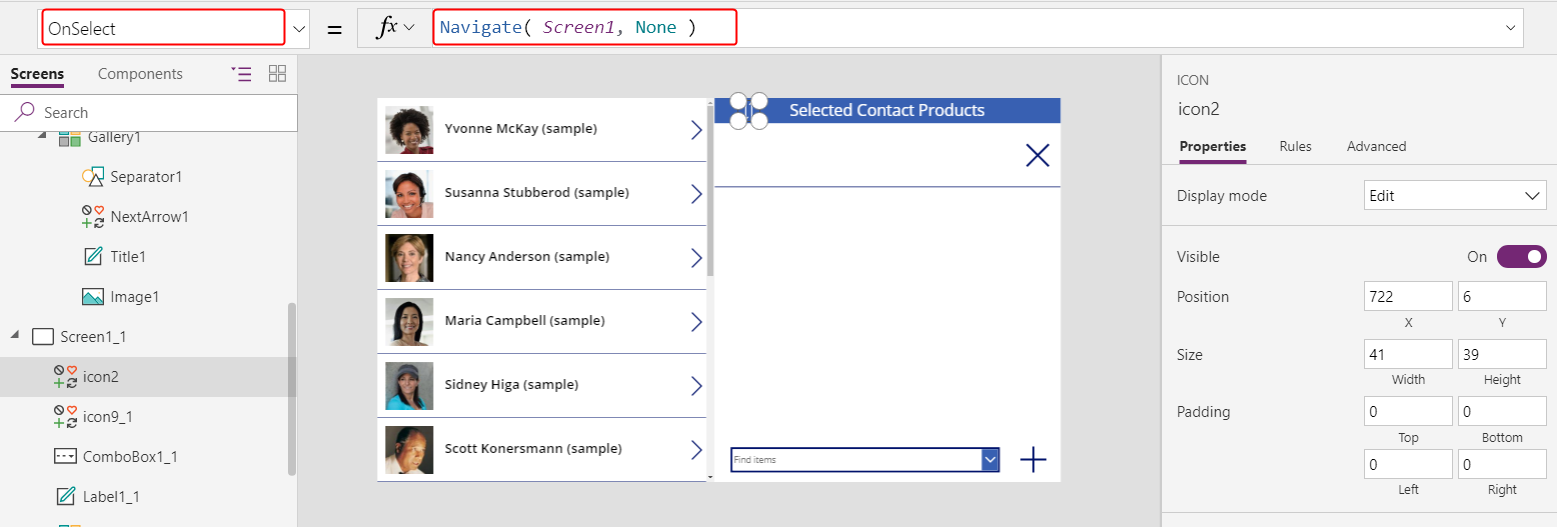 OnSelect
=
fx
Navigate( Screen1, None )
Screens
Components
Search
Gallery1
Separator1
NextArrow1
Title1
Image1
Screen1_1
icon2
icon9_1
ComboBox1_1
Label1_1
Yvonne McKay (sample)
Susanna Stubberod (sample)
Nancy Anderson (sample)
Maria Campbell (sample)
Sidney Higa (sample)
Scott Konersmann (sample)
Selected Contact Products
Find items
ICON
icon2
Properties
Rules
Advanced
Display mode
Edit
Visible
On
Position
722
6
X
Y
Size
41
39
Width
Height
Padding
0
0
Top
Bottom
0
0
Left
Right